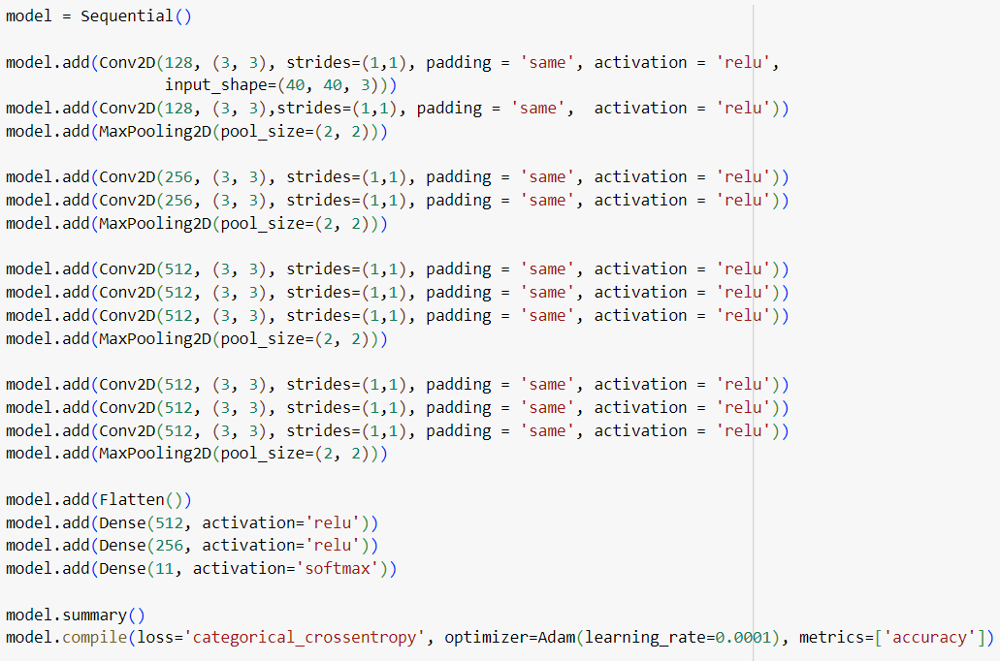 model = Sequential()
model.add(Conv2D(128, (3, 3), strides=(1,1), padding = 'same', activation = 'relu',
input_shape=(40, 40, 3)))
model.add(Conv2D(128, (3, 3),strides=(1,1), padding = 'same',  activation = 'relu'))
model.add(MaxPooling2D(pool_size=(2, 2)))
model.add(Conv2D(256, (3, 3), strides=(1,1), padding = 'same', activation = 'relu'))
model.add(Conv2D(256, (3, 3), strides=(1,1), padding = 'same', activation = 'relu'))
model.add(MaxPooling2D(pool_size=(2, 2)))
model.add(Conv2D(512, (3, 3), strides=(1,1), padding = 'same', activation = 'relu'))
model.add(Conv2D(512, (3, 3), strides=(1,1), padding = 'same', activation = 'relu'))
model.add(Conv2D(512, (3, 3), strides=(1,1), padding = 'same', activation = 'relu'))
model.add(MaxPooling2D(pool_size=(2, 2)))
model.add(Conv2D(512, (3, 3), strides=(1,1), padding = 'same', activation = 'relu'))
model.add(Conv2D(512, (3, 3), strides=(1,1), padding = 'same', activation = 'relu'))
model.add(Conv2D(512, (3, 3), strides=(1,1), padding = 'same', activation = 'relu'))
model.add(MaxPooling2D(pool_size=(2, 2)))
model.add(Flatten())
model.add(Dense(512, activation='relu'))
model.add(Dense(256, activation='relu'))
model.add(Dense(11, activation='softmax'))
model.summary()
model.compile(loss='categorical_crossentropy', optimizer=Adam(learning_rate=0.0001), metrics=['accuracy'])